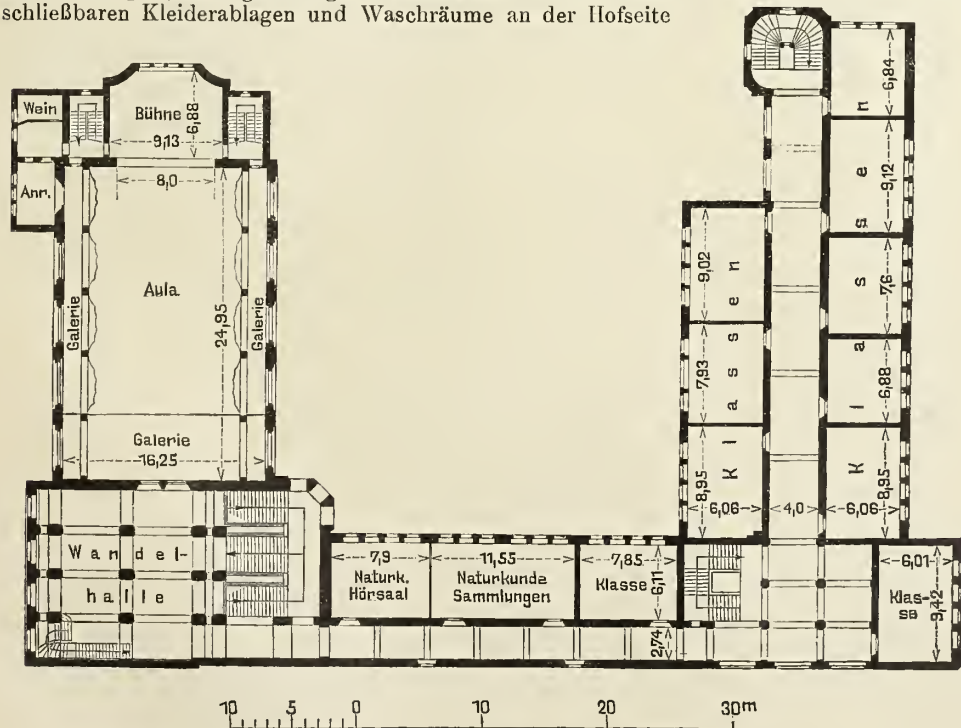 schließbaren Kleiderablagen und Waschräume an der Hofseite
Wein
Bühne
6,88
9,13
8,0
Anr.
Aula
Galerie
Galerie
24,95
Galerie
16,25
Wandel-
halle
7,9
Naturk.
Hörsaal
11,55
Naturkunde
Sammlungen
7,85
Klasse
6,11
2,74
Klassen
9,02
7,93
8,95
6,06
4,0
Klassen
6,84
9,12
7,6
6,88
8,95
6,06
6,01
Klas-
se
9,42
10 5 0 10 20 30 m